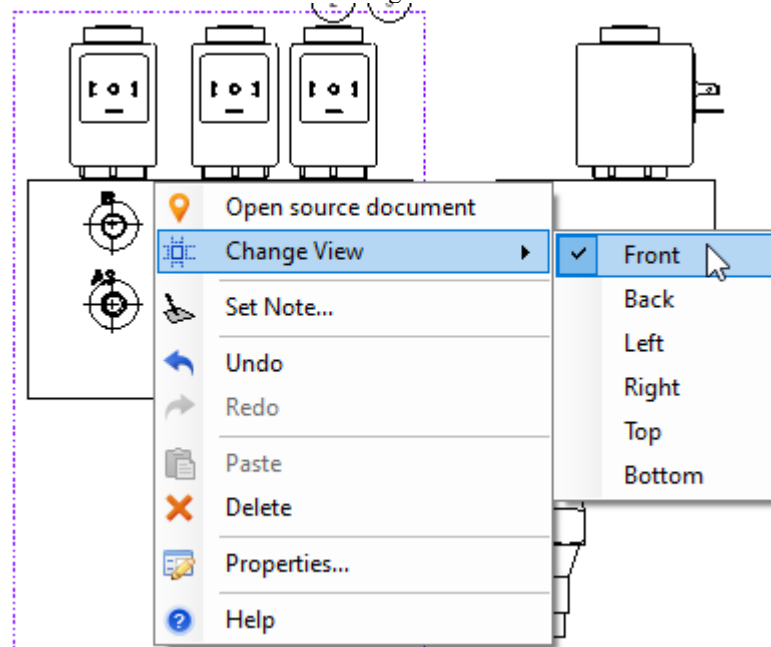 B
Open source document
Change View
Front
A3
Back
Set Note...
Left
Undo
Right
Redo
Top
Paste
Bottom
Delete
Properties...
Help